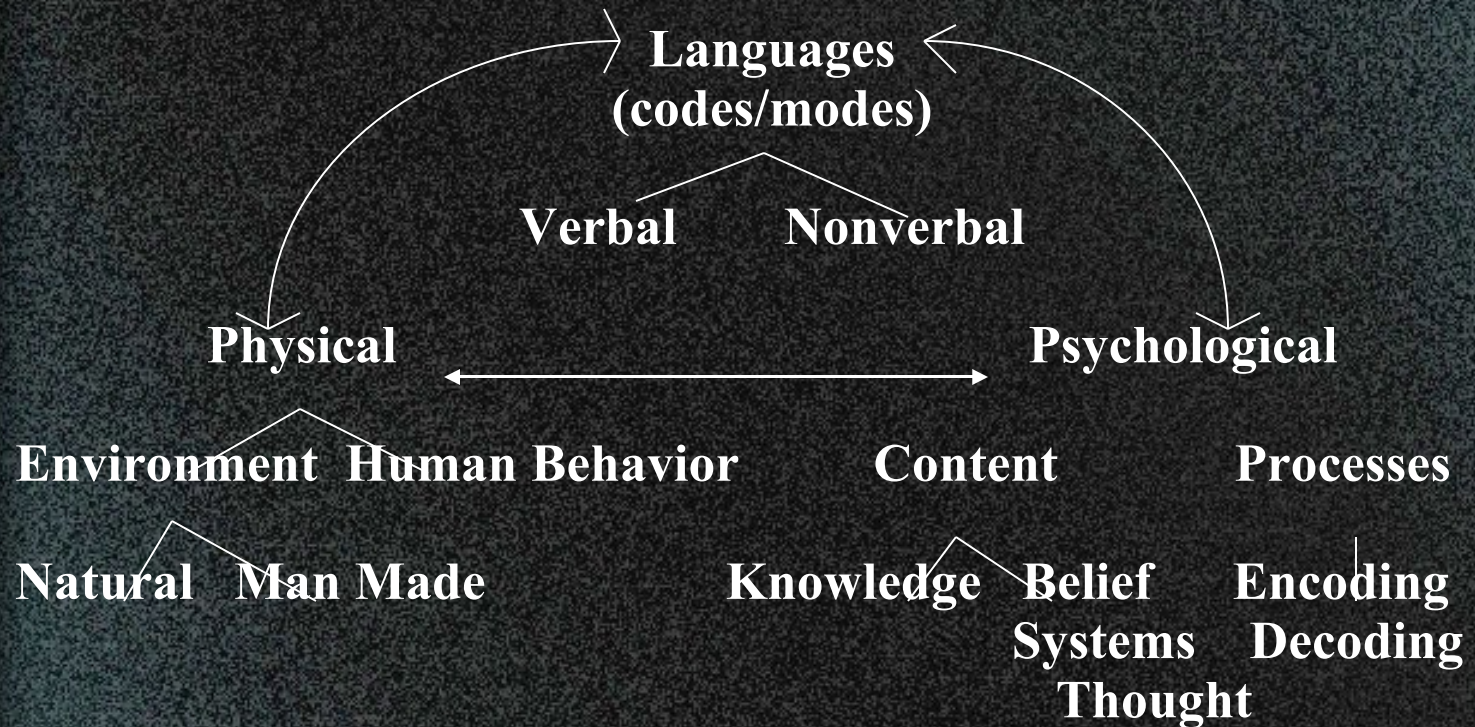 Languages
(codes/modes)
Verbal Nonverbal
Physical Psychological
Environment Human Behavior Content Processes
Natural Man Made Knowledge Belief Encoding
Systems Decoding
Thought